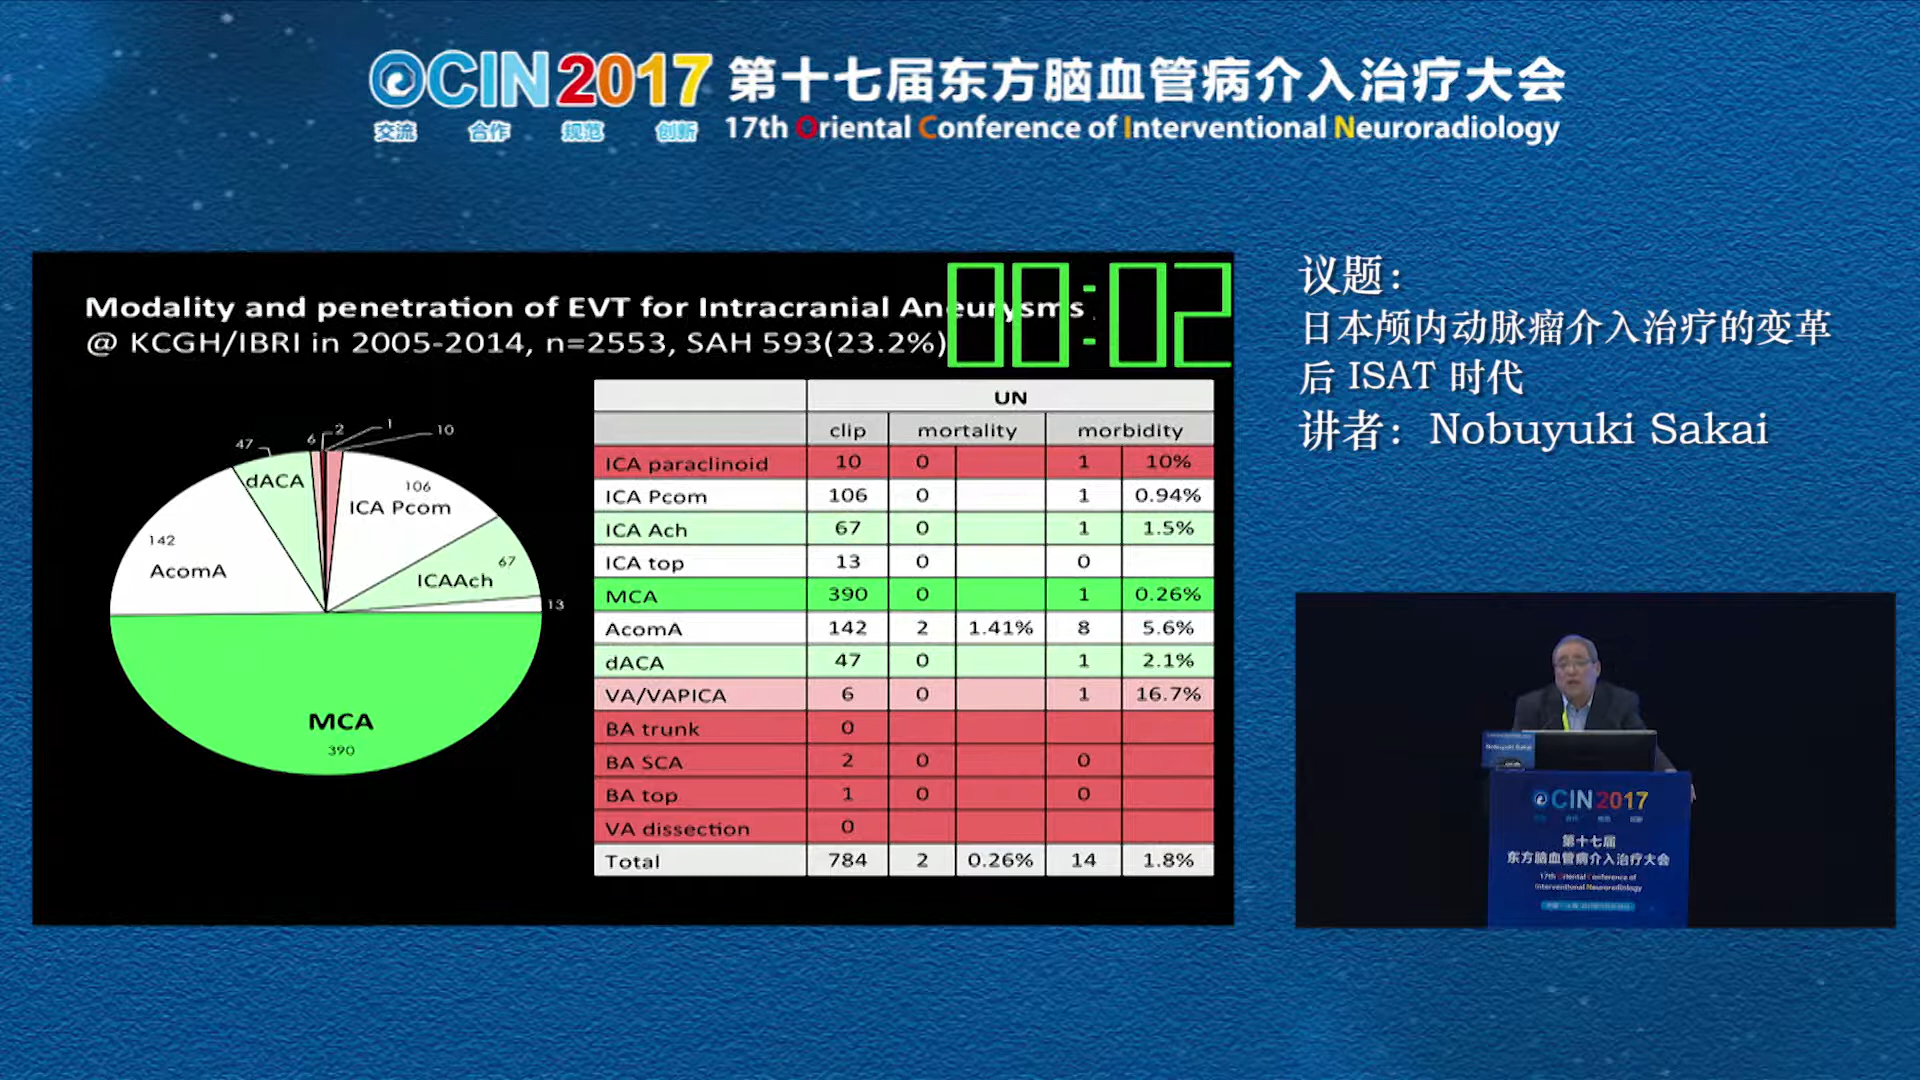 OCIN 2017 第十七届东方脑血管病介入治疗大会
交流 合作 规范 创新 17th Oriental Conference of Interventional Neuroradiology
Modality and penetration of EVT for Intracranial Aneurysms
@ KCGH/IBRI in 2005-2014, n=2553, SAH 593(23.2%)
00:02
47 6 2 1 10
dACA
106
ICA Pcom
142
AcomA
67
ICAAch
13
MCA
390
UN
clip mortality morbidity
ICA paraclinoid 10 0 1 10%
ICA Pcom 106 0 1 0.94%
ICA Ach 67 0 1 1.5%
ICA top 13 0 0
MCA 390 0 1 0.26%
AcomA 142 2 1.41% 8 5.6%
dACA 47 0 1 2.1%
VA/VAPICA 6 0 1 16.7%
BA trunk 0
BA SCA 2 0 0
BA top 1 0 0
VA dissection 0
Total 784 2 0.26% 14 1.8%
议题：
日本颅内动脉瘤介入治疗的变革
后 ISAT 时代
讲者：Nobuyuki Sakai
Nobuyuki Sakai
OCIN 2017
第十七届
东方脑血管病介入治疗大会
17th Oriental Conference of
Interventional Neuroradiology